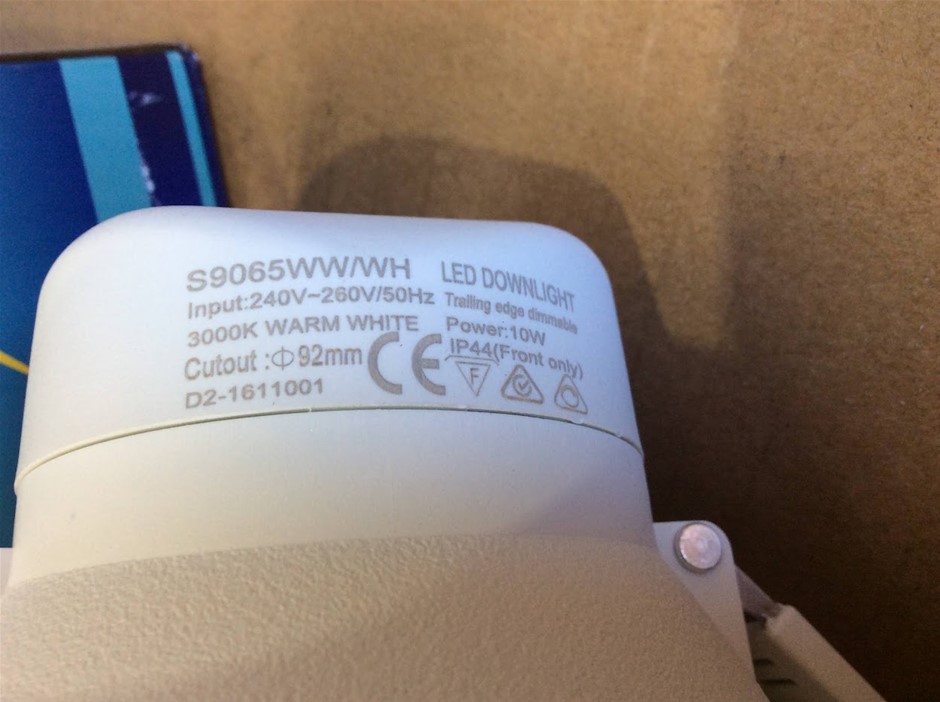 S9065WW/WH
Input:240V~260V/50Hz
3000K WARM WHITE
Cutout :Φ92mm
D2-1611001
CE
LED DOWNLIGHT
Trailing edge dimmable
Power:10W
IP44(Front only)
F